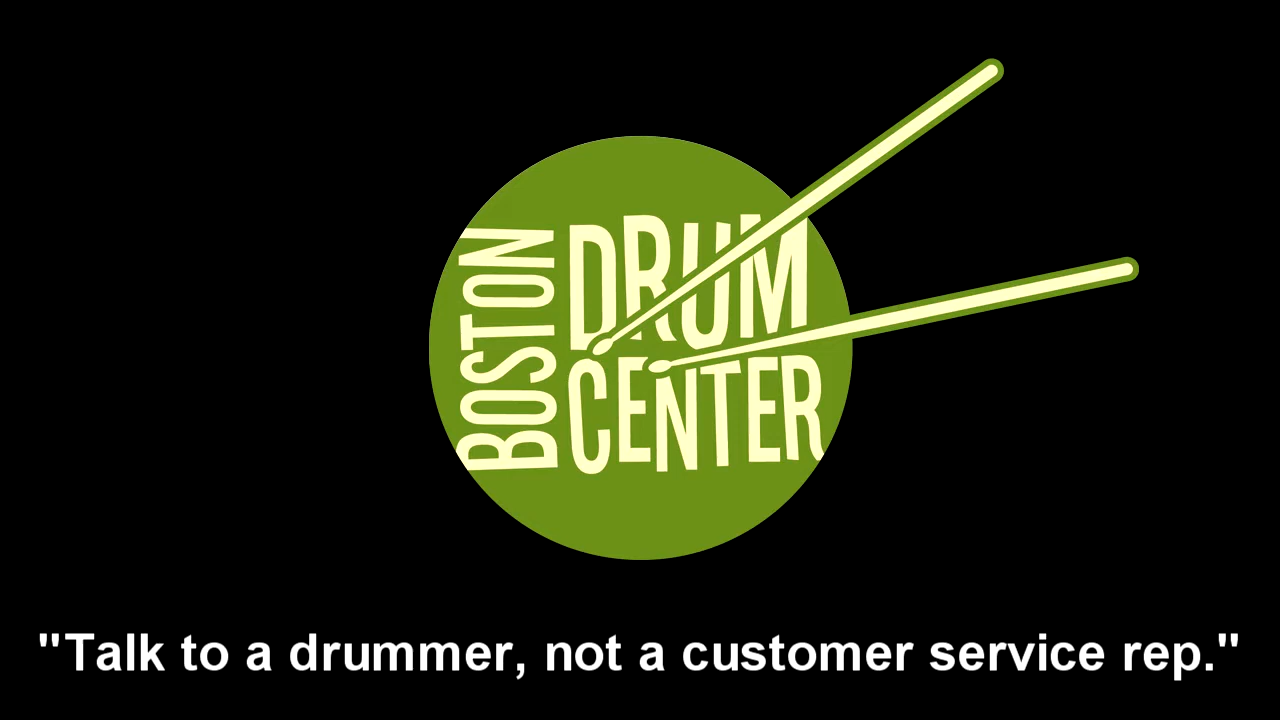 BOSTON
DRUM
CENTER
"Talk to a drummer, not a customer service rep."